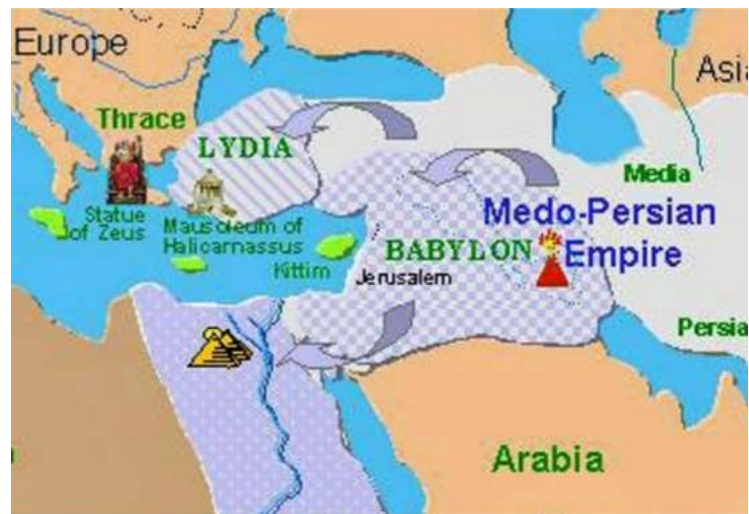 Europe
Asia
Thrace
LYDIA
Media
Statue
of Zeus
Mausoleum of
Halicarnassus
Medo-Persian
Empire
Kittim
BABYLON
Jerusalem
Persia
Arabia